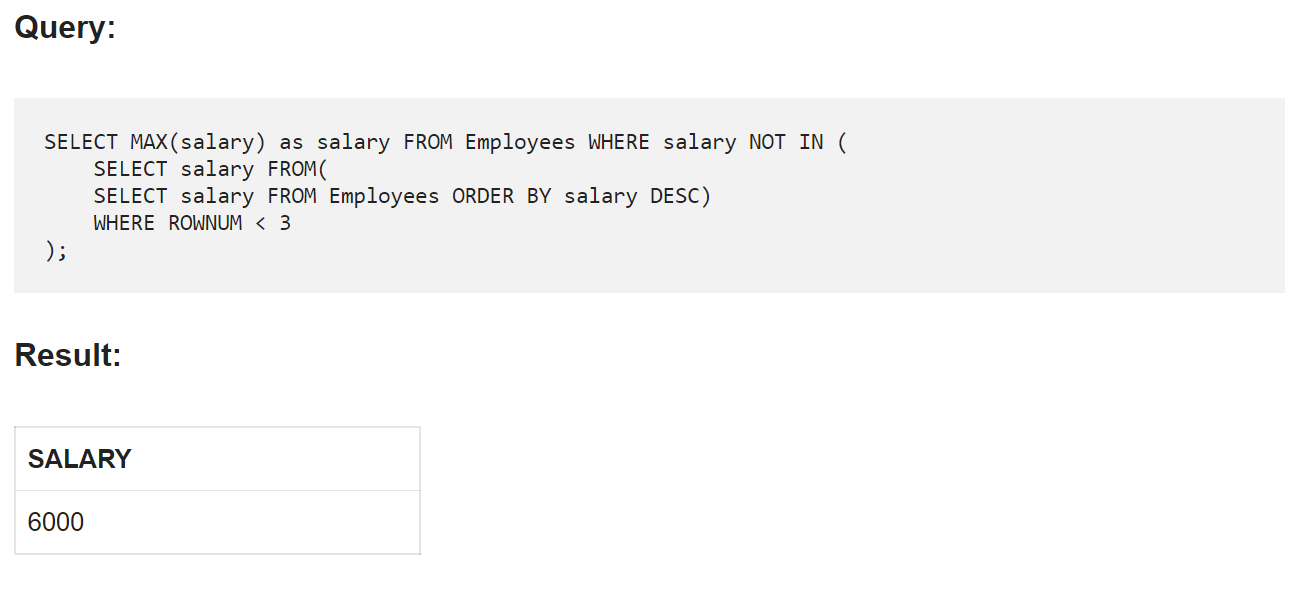 Query:
SELECT MAX(salary) as salary FROM Employees WHERE salary NOT IN (
    SELECT salary FROM(
    SELECT salary FROM Employees ORDER BY salary DESC)
    WHERE ROWNUM < 3
);
Result:
SALARY
6000